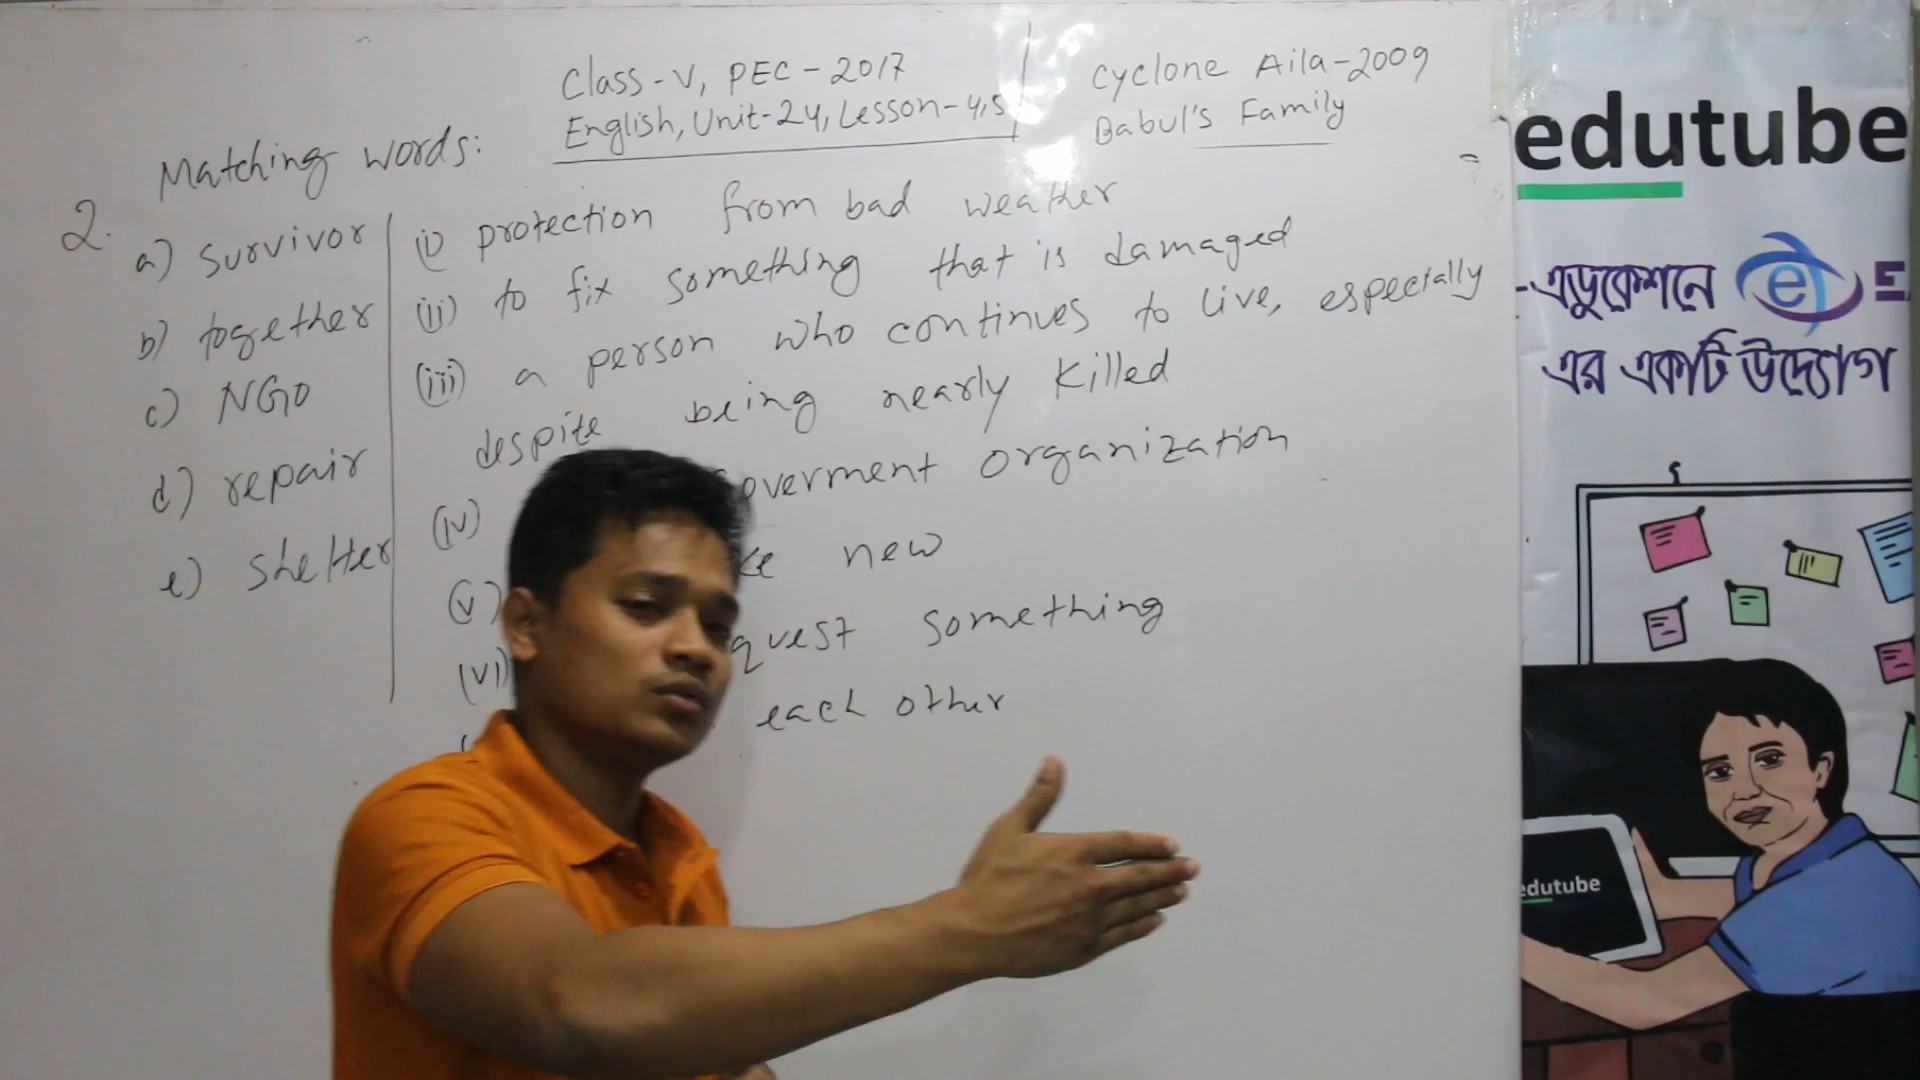 Class-V, PEC-2017
English, Unit-24, Lesson-4,5
Cyclone Aila-2009
Babul's Family
Matching words:
2.
a) survivor
b) together
c) NGO
d) repair
e) shelter
(i) protection from bad weather
(ii) to fix something that is damaged
(iii) a person who continues to live, especially
despite being nearly killed
(iv) overment organization
(v) ke new
(vi) quest something
each other
edutube
-এডুকেশনে e E
এর একটি উদ্যোগ
edutube